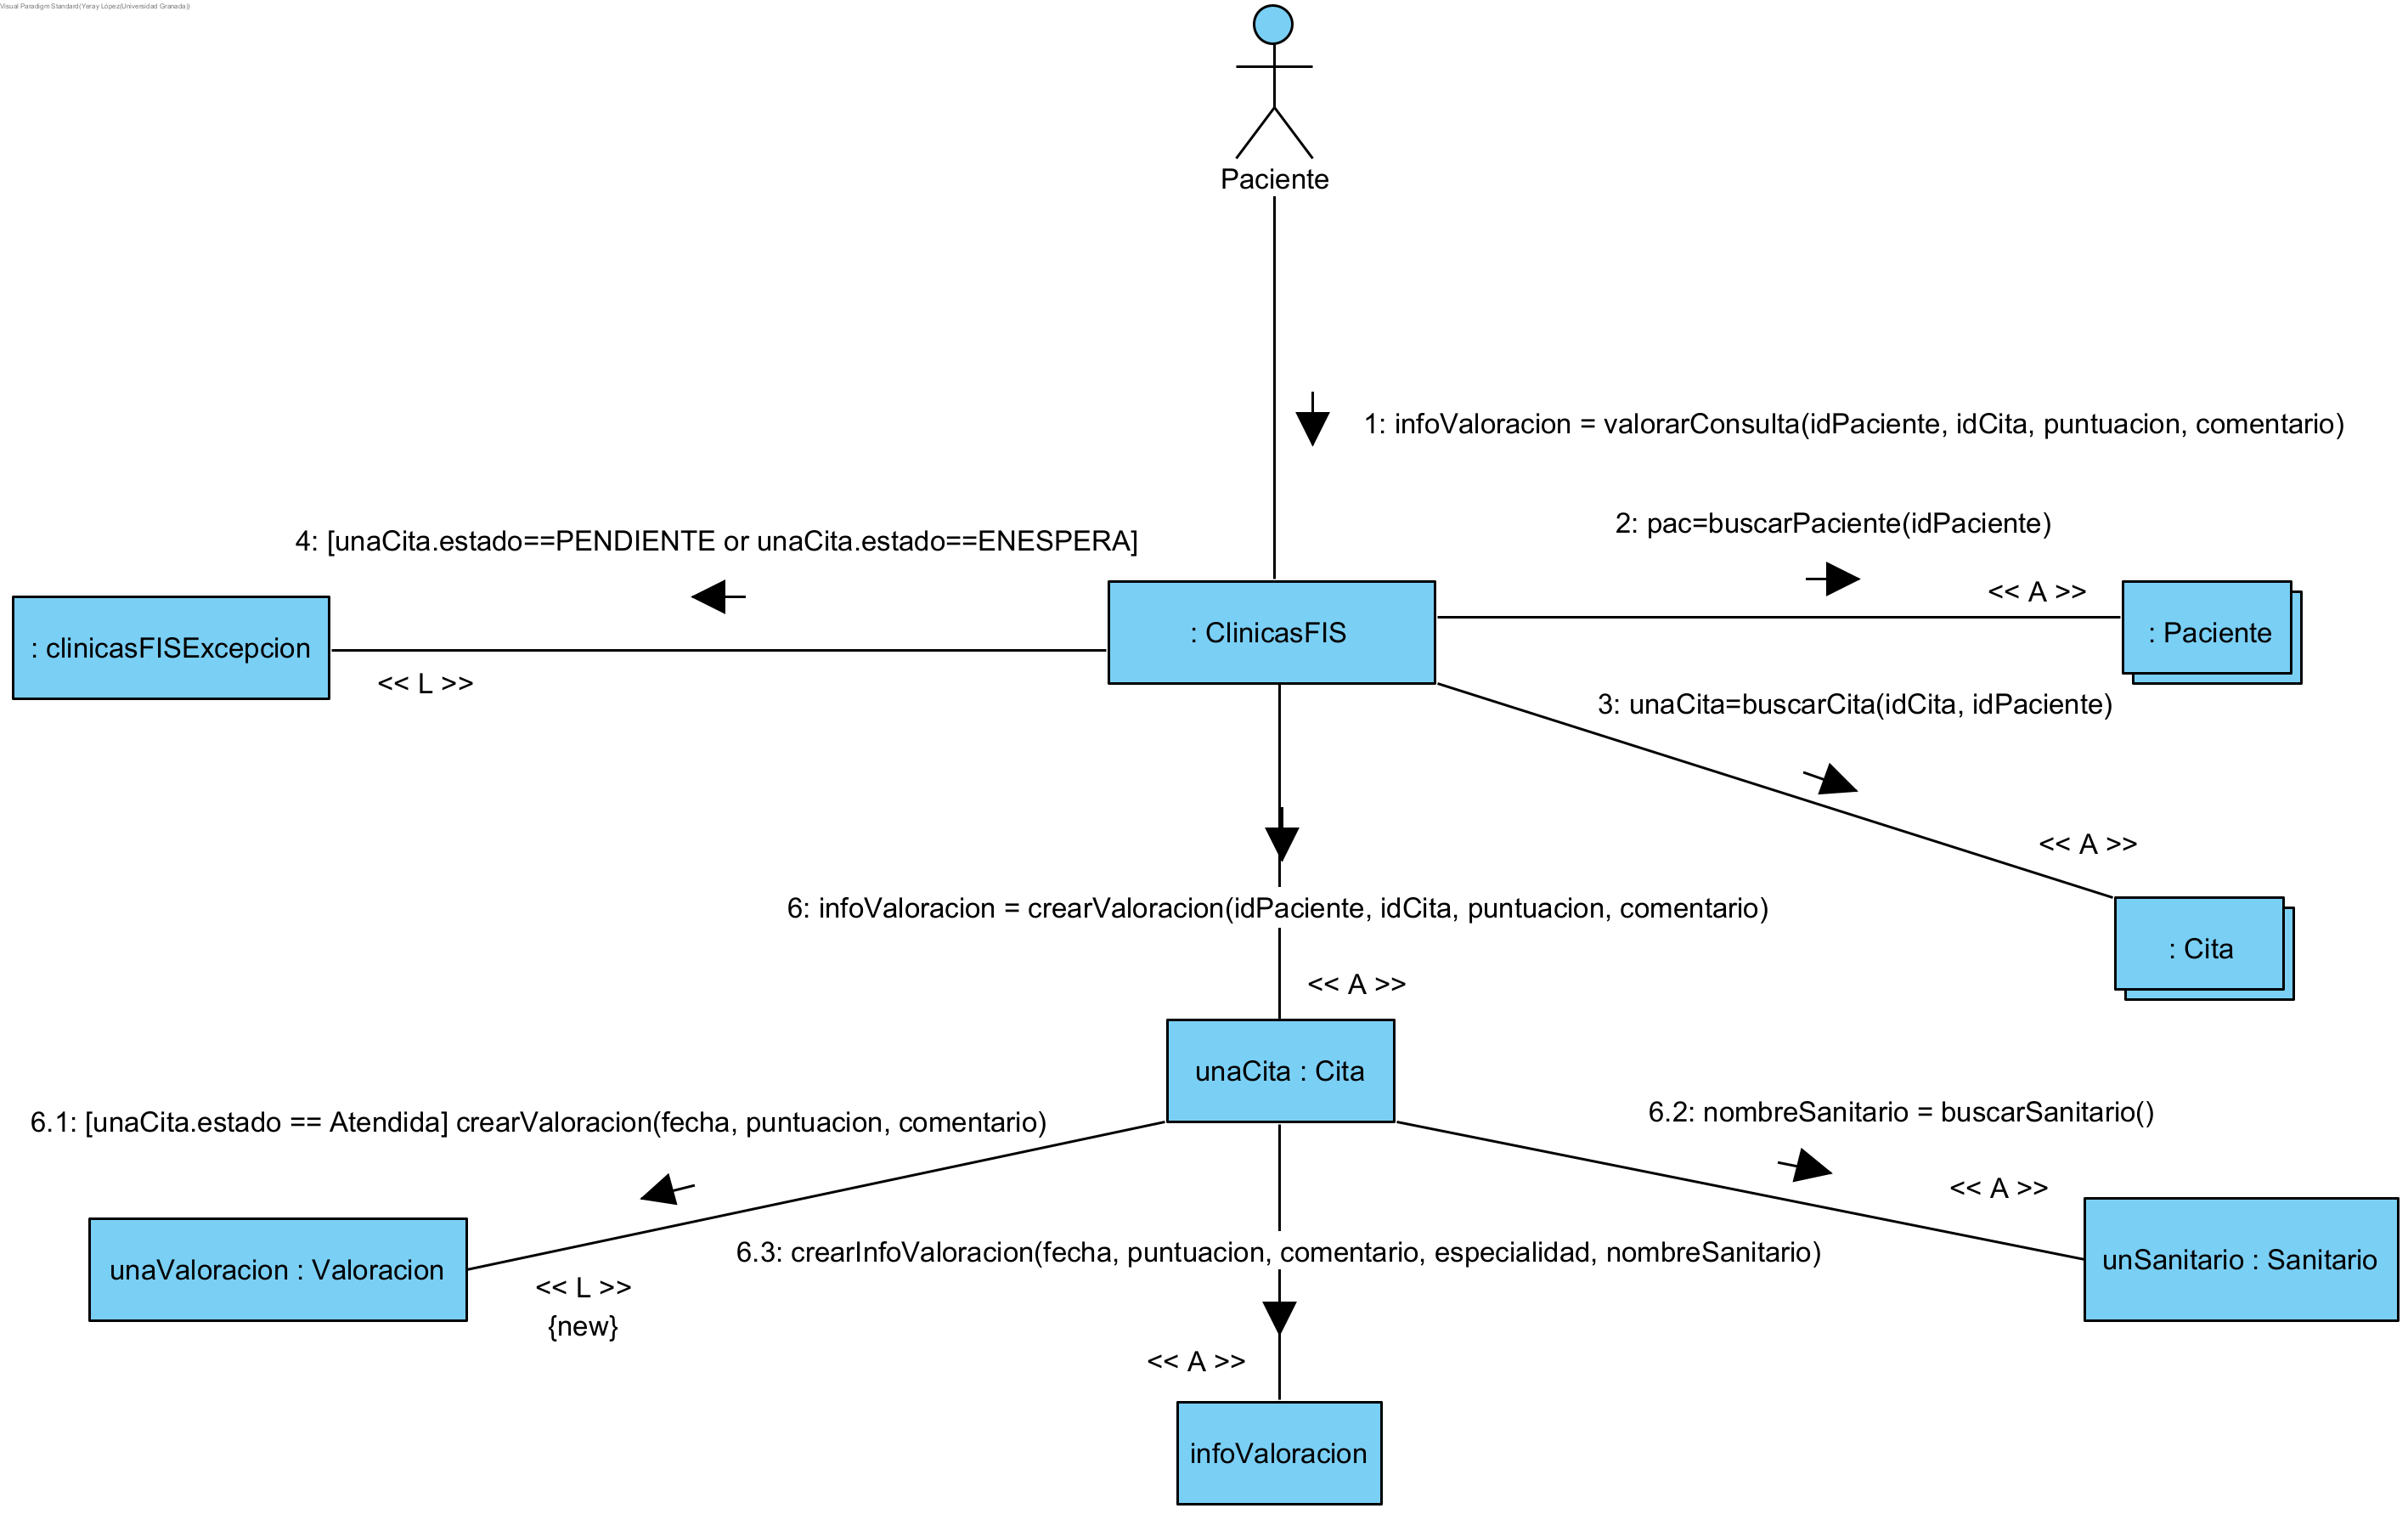 Visual Paradigm Standard(Yeray López(Universidad Granada))
Paciente
1: infoValoracion = valorarConsulta(idPaciente, idCita, puntuacion, comentario)
2: pac=buscarPaciente(idPaciente)
4: [unaCita.estado==PENDIENTE or unaCita.estado==ENESPERA]
<< A >>
: ClinicasFIS
: Paciente
: clinicasFISExcepcion
<< L >>
3: unaCita=buscarCita(idCita, idPaciente)
<< A >>
6: infoValoracion = crearValoracion(idPaciente, idCita, puntuacion, comentario)
: Cita
<< A >>
unaCita : Cita
6.1: [unaCita.estado == Atendida] crearValoracion(fecha, puntuacion, comentario)
6.2: nombreSanitario = buscarSanitario()
<< A >>
6.3: crearInfoValoracion(fecha, puntuacion, comentario, especialidad, nombreSanitario)
unSanitario : Sanitario
unaValoracion : Valoracion
<< L >>
{new}
<< A >>
infoValoracion